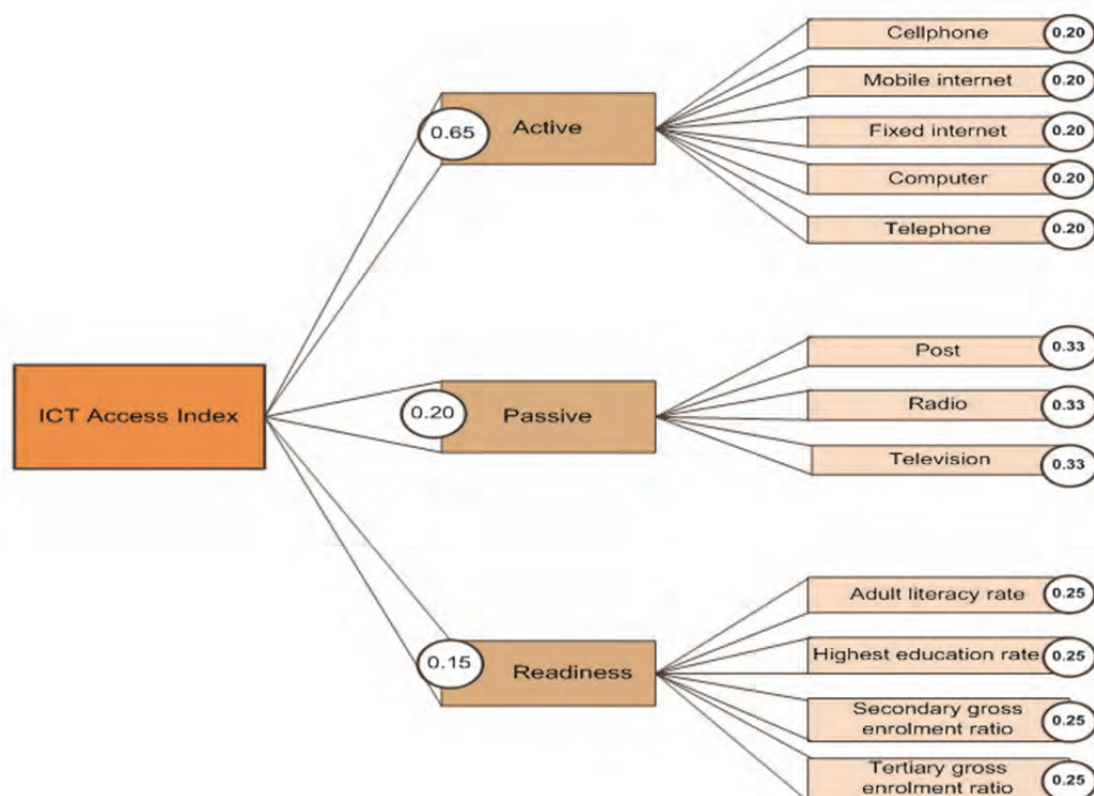 Cellphone 0.20
Mobile internet 0.20
0.65 Active
Fixed internet 0.20
Computer 0.20
Telephone 0.20
Post 0.33
ICT Access Index
0.20 Passive
Radio 0.33
Television 0.33
Adult literacy rate 0.25
Highest education rate 0.25
0.15 Readiness
Secondary gross
enrolment ratio
0.25
Tertiary gross
enrolment ratio
0.25